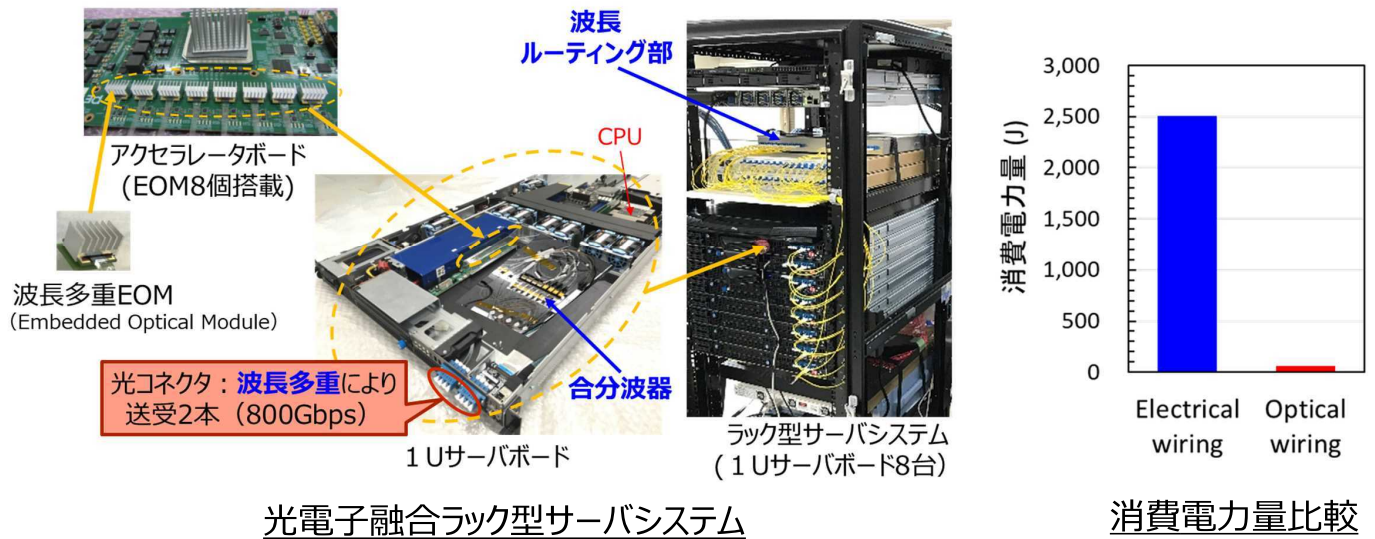 アクセラレータボード
(EOM8個搭載)
波長多重EOM
(Embedded Optical Module)
光コネクタ：波長多重により
送受2本（800Gbps）
CPU
合分波器
１Uサーバボード
波長
ルーティング部
ラック型サーバシステム
(１Uサーバボード8台)
光電子融合ラック型サーバシステム
消費電力量 (J)
3,000
2,500
2,000
1,500
1,000
500
0
Electrical
wiring
Optical
wiring
消費電力量比較